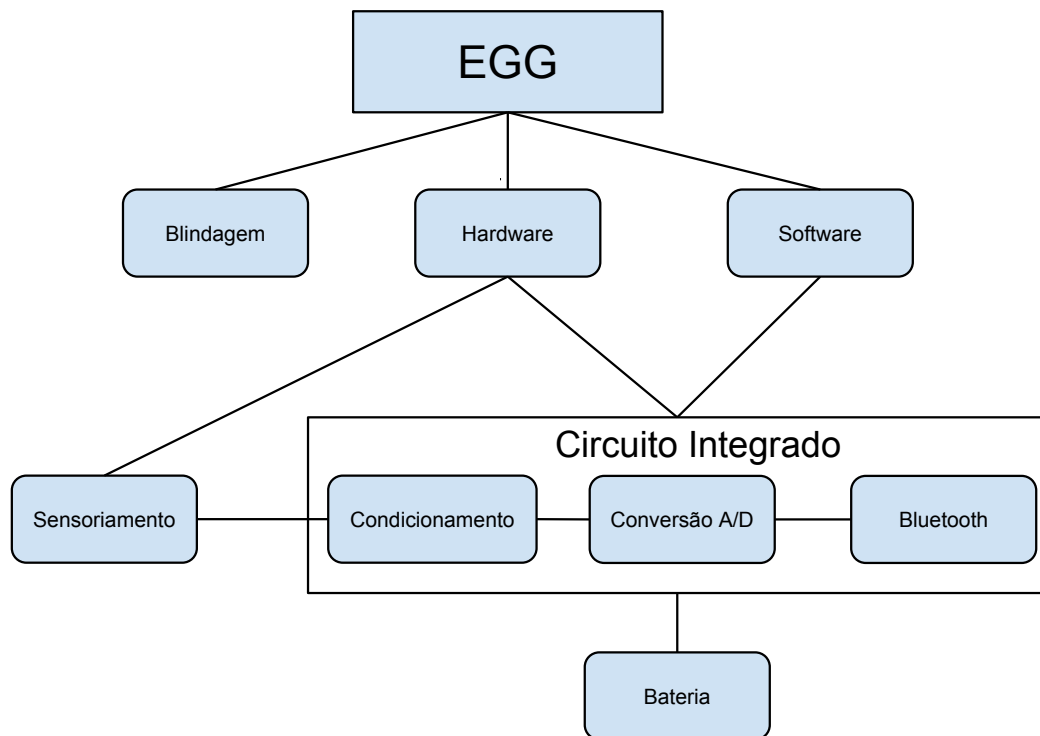 EGG
Blindagem
Hardware
Software
Circuito Integrado
Sensoriamento
Condicionamento
Conversão A/D
Bluetooth
Bateria